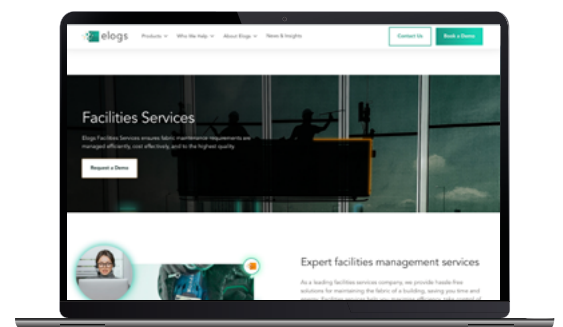 elogs
Products
Who We Help
About Elogs
News & Insights
Contact Us
Book a Demo
Facilities Services
Elogs Facilities Services ensures fabric maintenance requirements are
managed efficiently, cost effectively, and to the highest quality.
Request a Demo
Expert facilities management services
As a leading facilities services company, we provide hassle-free
solutions for maintaining the fabric of a building, saving you time and